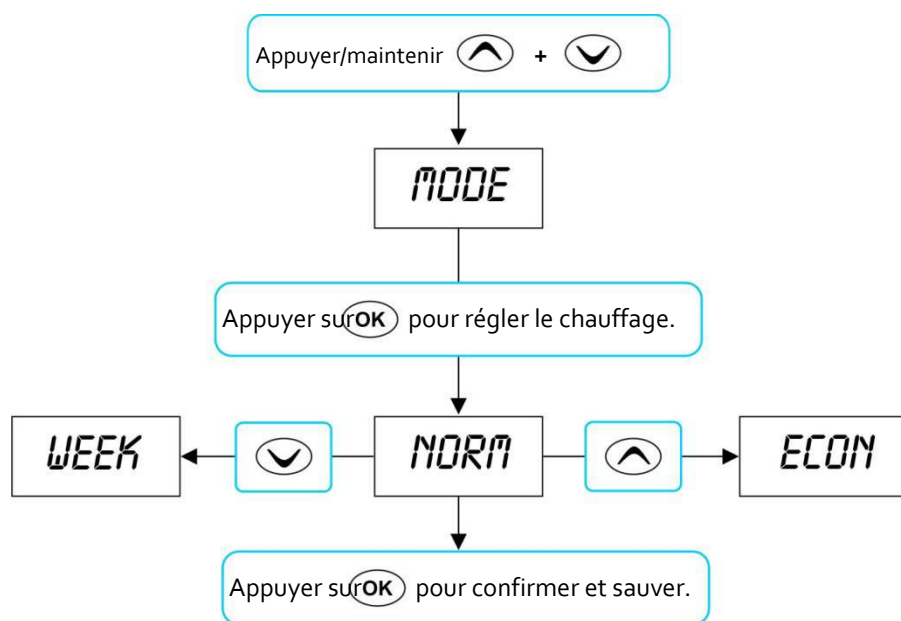 Appuyer/maintenir +
MODE
Appuyer sur OK pour régler le chauffage.
WEEK NORM ECON
Appuyer sur OK pour confirmer et sauver.